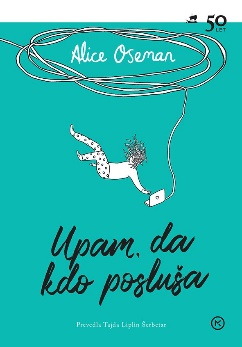 50
LET
Alice Oseman
Upam, da
kdo posluša
Prevedla Tajda Liplin Šerbetar
M